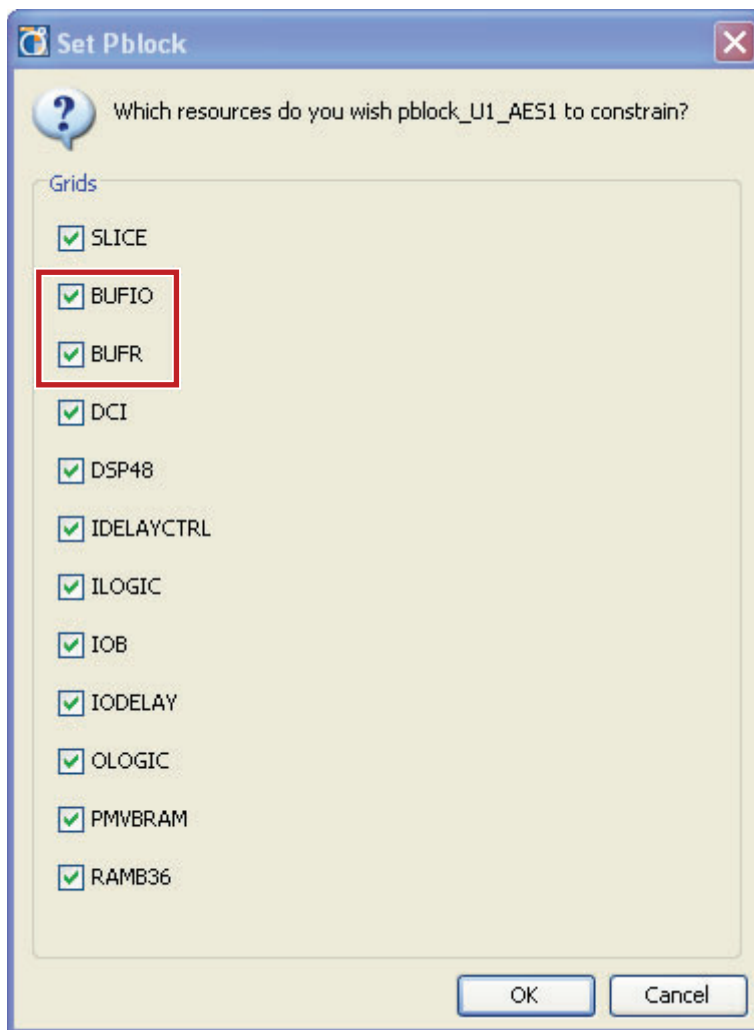 Set Pblock
Which resources do you wish pblock_U1_AES1 to constrain?
Grids
SLICE
BUFIO
BUFR
DCI
DSP48
IDELAYCTRL
ILOGIC
IOB
IODELAY
OLOGIC
PMVBRAM
RAMB36
OK
Cancel